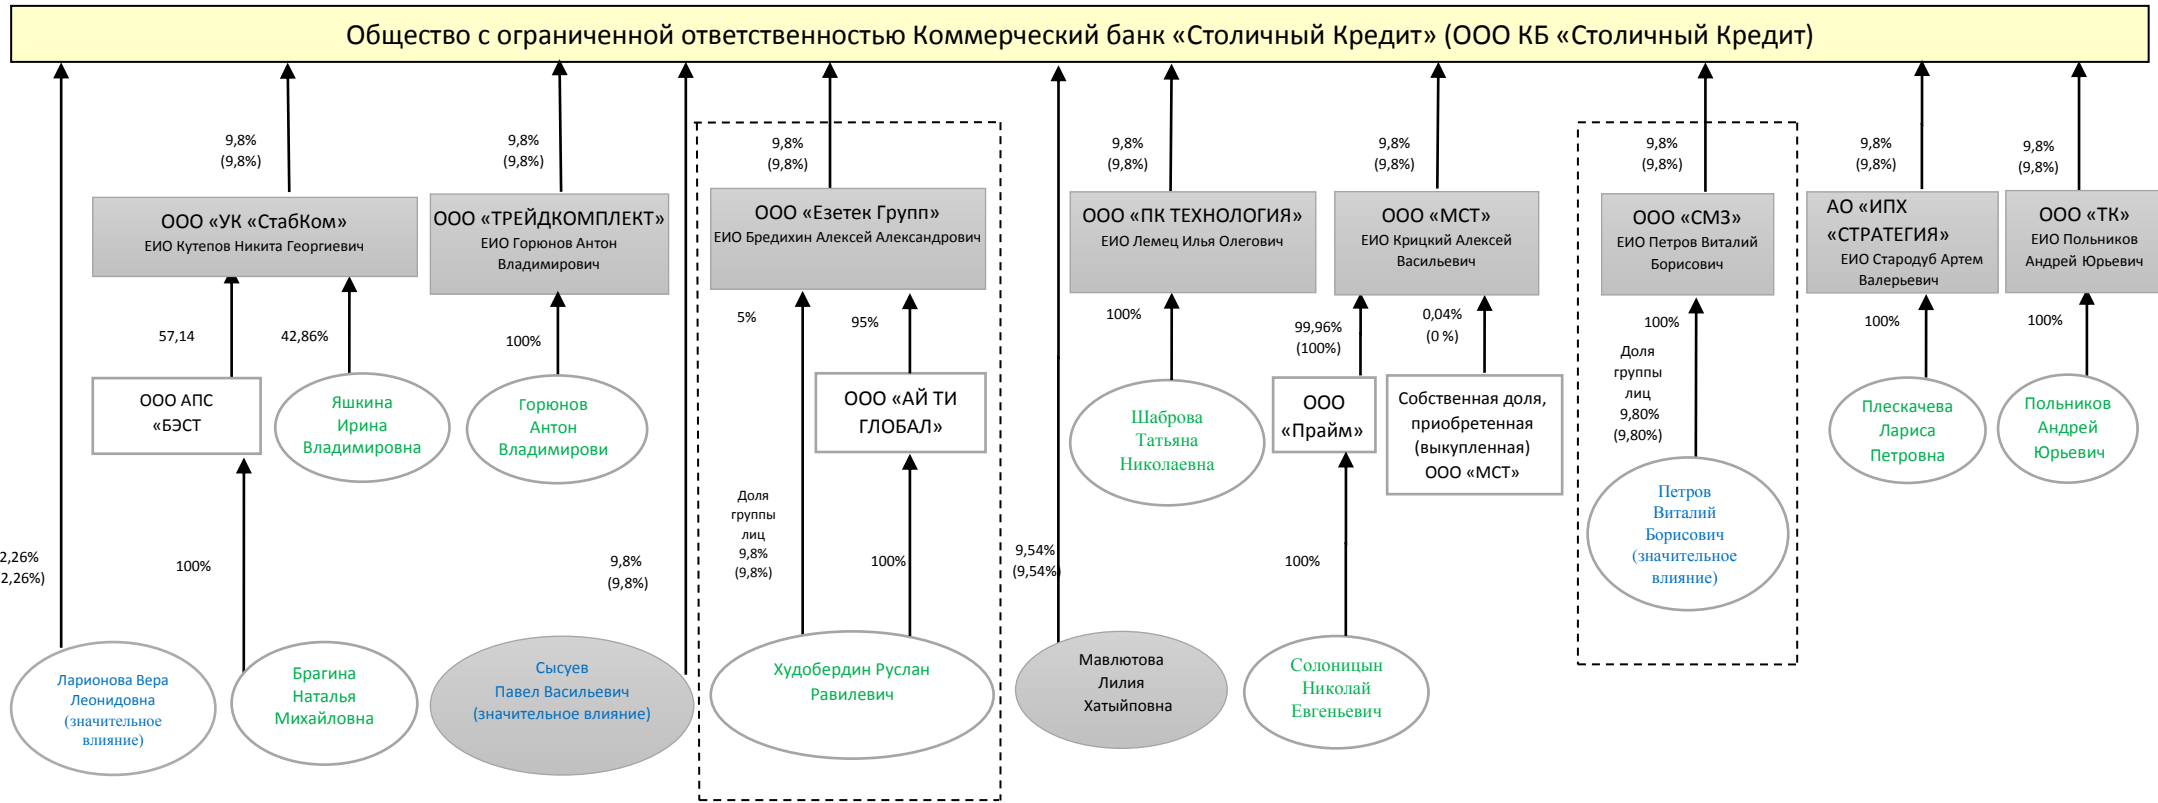 Общество с ограниченной ответственностью Коммерческий банк «Столичный Кредит» (ООО КБ «Столичный Кредит)
9,8%
(9,8%)
9,8%
(9,8%)
9,8%
(9,8%)
9,8%
(9,8%)
9,8%
(9,8%)
9,8%
(9,8%)
9,8%
(9,8%)
9,8%
(9,8%)
ООО «УК «СтабКом»
ЕИО Кутепов Никита Георгиевич
ООО «ТРЕЙДКОМПЛЕКТ»
ЕИО Горюнов Антон
Владимирович
ООО «Езетек Групп»
ЕИО Бредихин Алексей Александрович
ООО «ПК ТЕХНОЛОГИЯ»
ЕИО Лемец Илья Олегович
ООО «МСТ»
ЕИО Крицкий Алексей
Васильевич
ООО «СМЗ»
ЕИО Петров Виталий
Борисович
АО «ИПХ
«СТРАТЕГИЯ»
ЕИО Стародуб Артем
Валерьевич
ООО «ТК»
ЕИО Польников
Андрей Юрьевич
57,14
42,86%
100%
5%
95%
100%
99,96%
(100%)
0,04%
(0 %)
100%
Доля
группы
лиц
9,80%
(9,80%)
100%
100%
ООО АПС
«БЭСТ
Яшкина
Ирина
Владимировна
Горюнов
Антон
Владимирови
ООО «АЙ ТИ
ГЛОБАЛ»
Шаброва
Татьяна
Николаевна
ООО
«Прайм»
Собственная доля,
приобретенная
(выкупленная)
ООО «МСТ»
Петров
Виталий
Борисович
(значительное
влияние)
Плескачева
Лариса
Петровна
Польников
Андрей
Юрьевич
2,26%
2,26%)
100%
9,8%
(9,8%)
Доля
группы
лиц
9,8%
(9,8%)
100%
9,54%
(9,54%)
100%
Ларионова Вера
Леонидовна
(значительное
влияние)
Брагина
Наталья
Михайловна
Сысуев
Павел Васильевич
(значительное влияние)
Худобердин Руслан
Равилевич
Мавлютова
Лилия
Хатыйповна
Солоницын
Николай
Евгеньевич